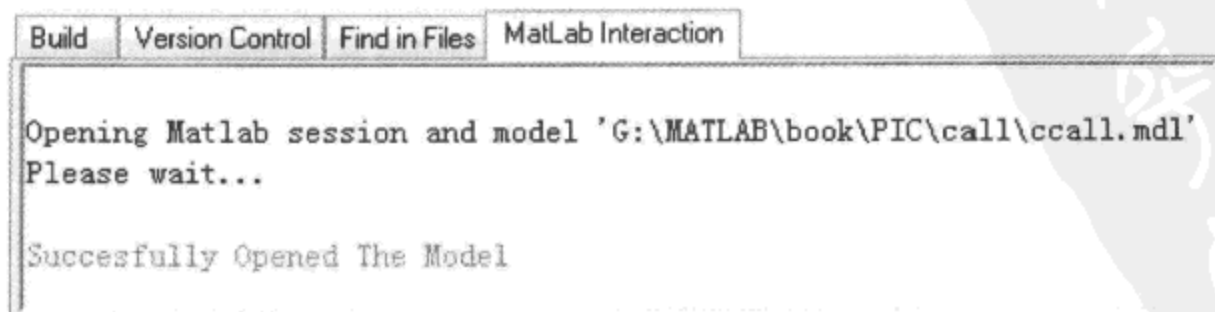 Build Version Control Find in Files MatLab Interaction
Opening Matlab session and model 'G:\MATLAB\book\PIC\call\ccall.mdl'
Please wait...
Succesfully Opened The Model